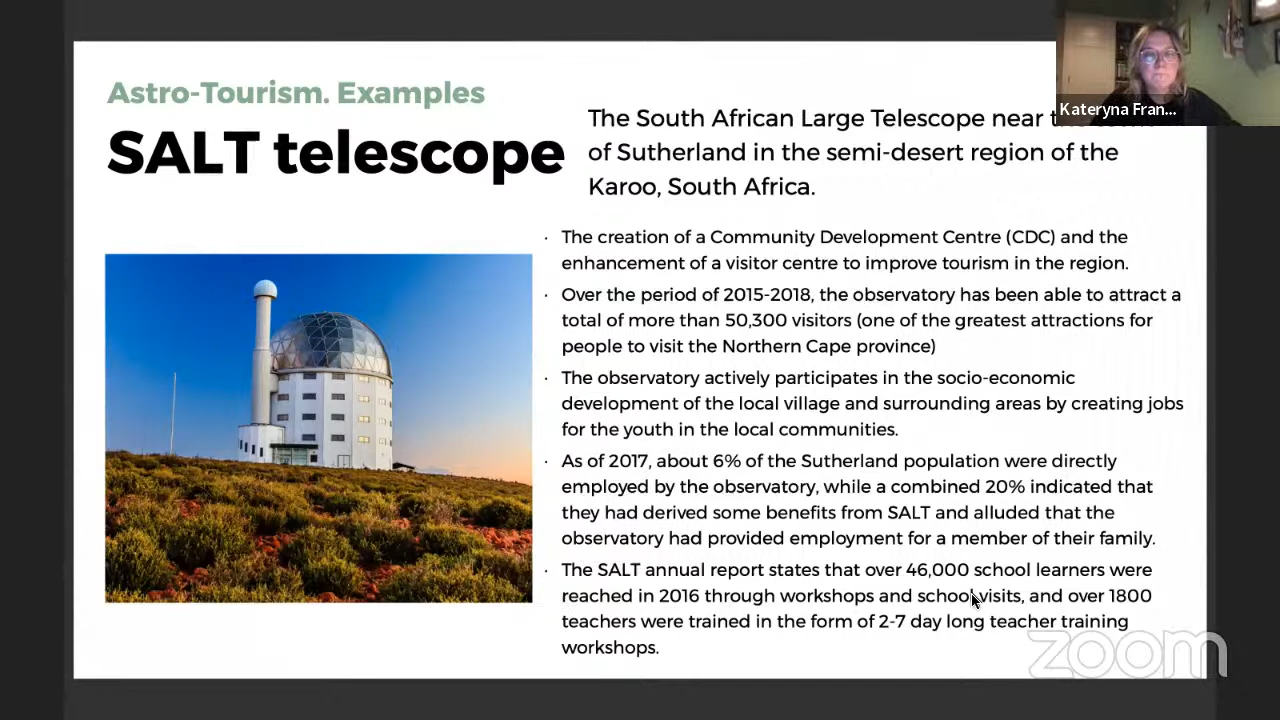 Astro-Tourism. Examples
SALT telescope
The South African Large Telescope near
of Sutherland in the semi-desert region of the
Karoo, South Africa.
· The creation of a Community Development Centre (CDC) and the
enhancement of a visitor centre to improve tourism in the region.
· Over the period of 2015-2018, the observatory has been able to attract a
total of more than 50,300 visitors (one of the greatest attractions for
people to visit the Northern Cape province)
· The observatory actively participates in the socio-economic
development of the local village and surrounding areas by creating jobs
for the youth in the local communities.
· As of 2017, about 6% of the Sutherland population were directly
employed by the observatory, while a combined 20% indicated that
they had derived some benefits from SALT and alluded that the
observatory had provided employment for a member of their family.
· The SALT annual report states that over 46,000 school learners were
reached in 2016 through workshops and school visits, and over 1800
teachers were trained in the form of 2-7 day long teacher training
workshops.
Kateryna Fran...
zoom